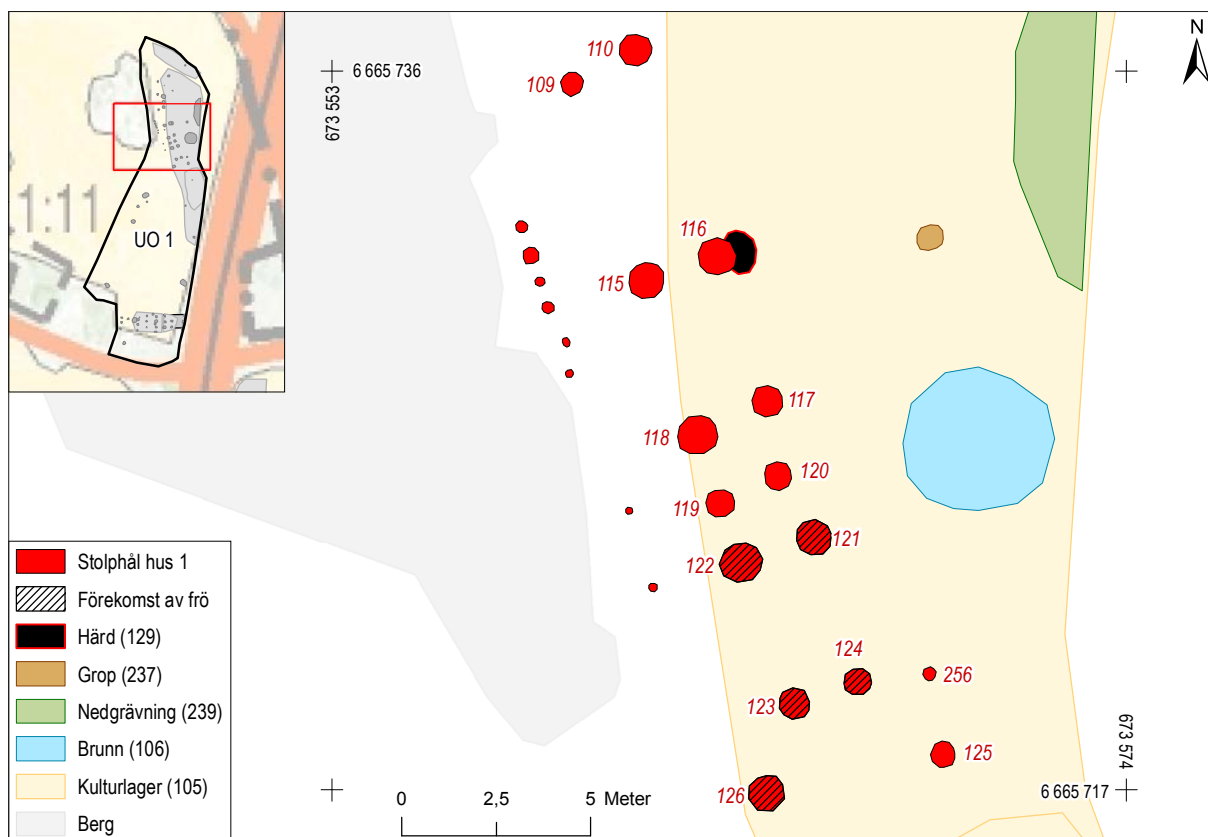 1:11
UO 1
N
6 665 736
673 553
110
109
116
115
117
118
120
119
121
122
124
256
123
125
126
673 574
6 665 717
Stolphål hus 1
Förekomst av frö
Härd (129)
Grop (237)
Nedgrävning (239)
Brunn (106)
Kulturlager (105)
Berg
0 2,5 5 Meter